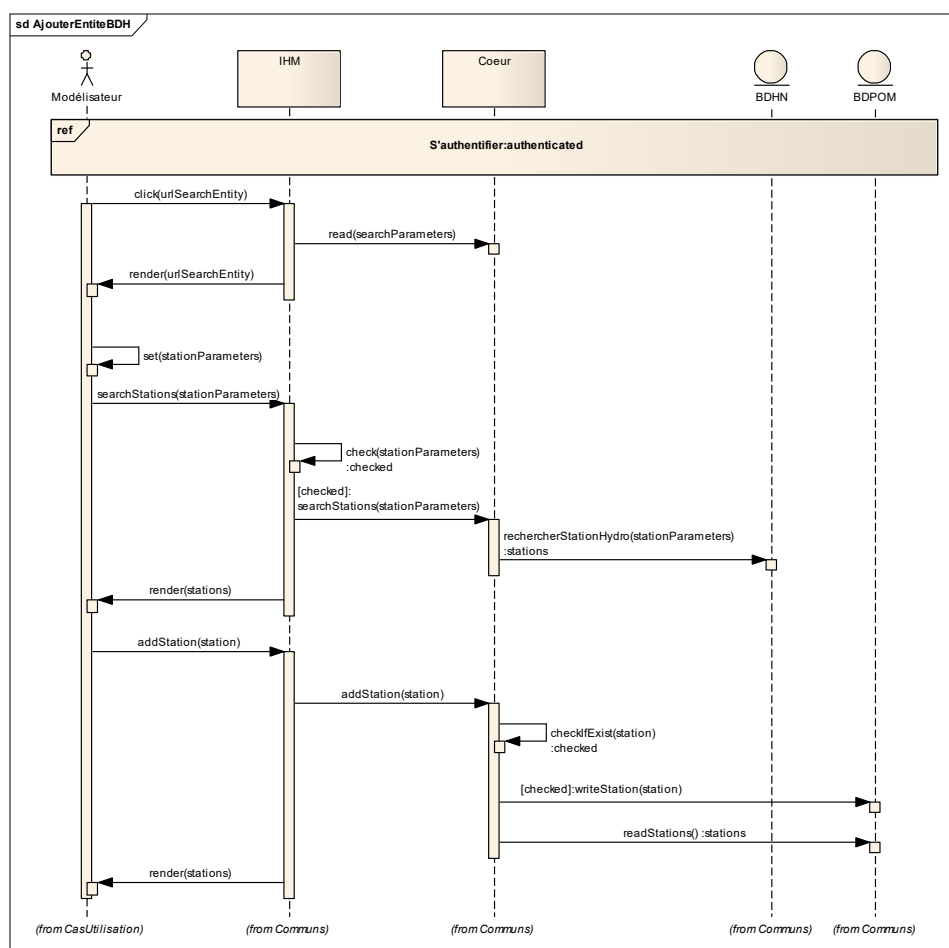 sd AjouterEntiteBDH
Modélisateur
IHM
Coeur
BDHN
BDPOM
ref
S'authentifier:authenticated
click(urlSearchEntity)
read(searchParameters)
render(urlSearchEntity)
set(stationParameters)
searchStations(stationParameters)
check(stationParameters)
:checked
[checked]:
searchStations(stationParameters)
rechercherStationHydro(stationParameters)
:stations
render(stations)
addStation(station)
addStation(station)
checkIfExist(station)
:checked
[checked]:writeStation(station)
readStations() :stations
render(stations)
(from CasUtilisation)
(from Communs)
(from Communs)
(from Communs)
(from Communs)